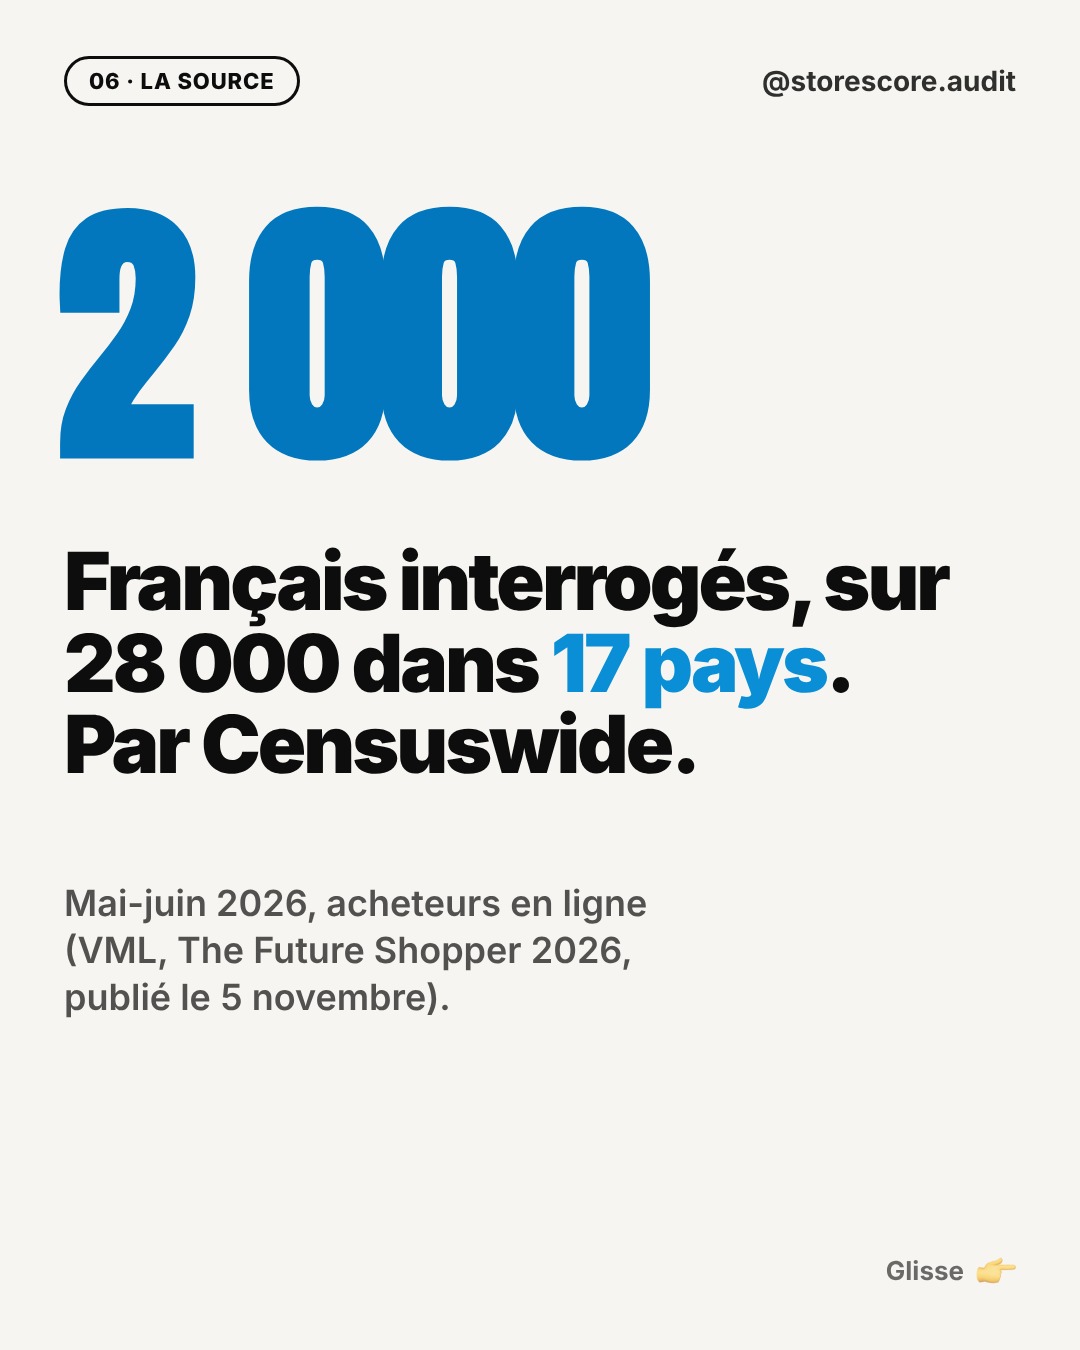 06 · LA SOURCE
@storescore.audit
2 000
Français interrogés, sur
28 000 dans 17 pays.
Par Censuswide.
Mai-juin 2026, acheteurs en ligne
(VML, The Future Shopper 2026,
publié le 5 novembre).
Glisse 👉